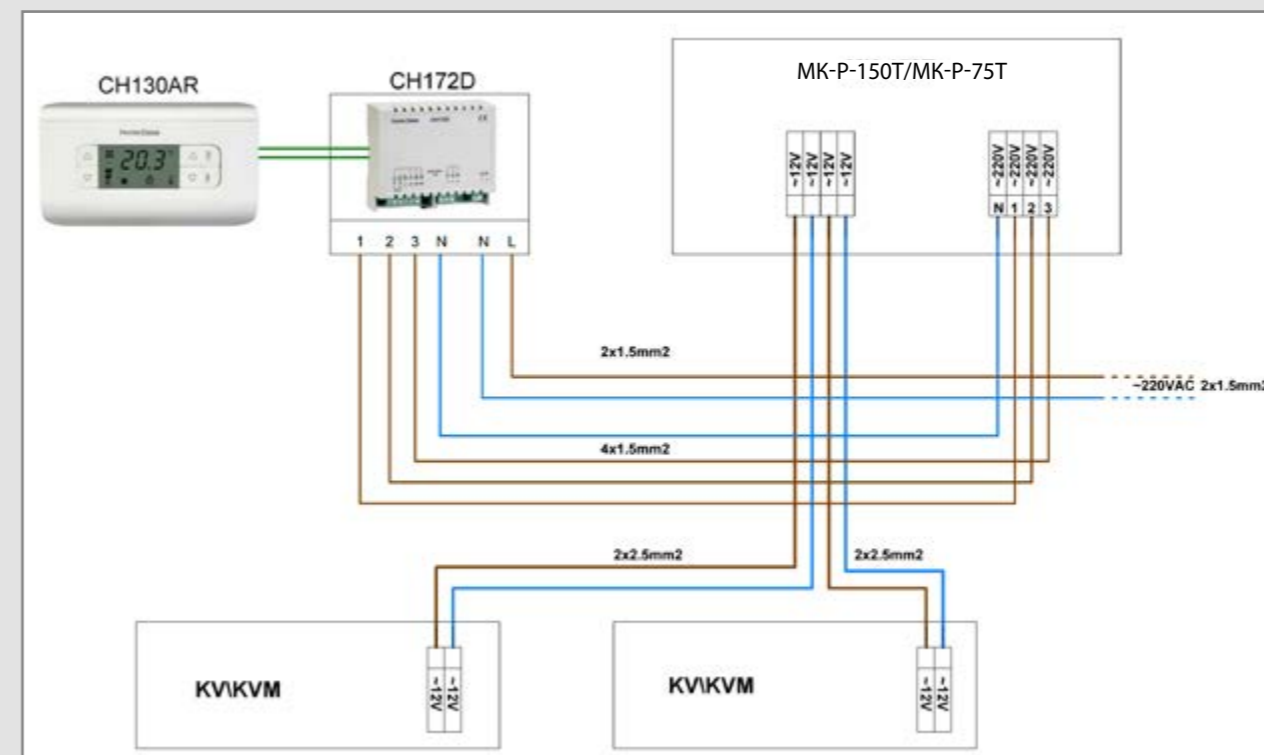 CH130AR
CH172D
MK-P-150T/MK-P-75T
20.3°
~12V
~12V
~12V
~12V
~220V
~220V
~220V
~220V
N 1 2 3
1 2 3 N N L
2x1.5mm2
~220VAC 2x1.5mm2
4x1.5mm2
2x2.5mm2
2x2.5mm2
KV\KVM
~12V
~12V
KV\KVM
~12V
~12V